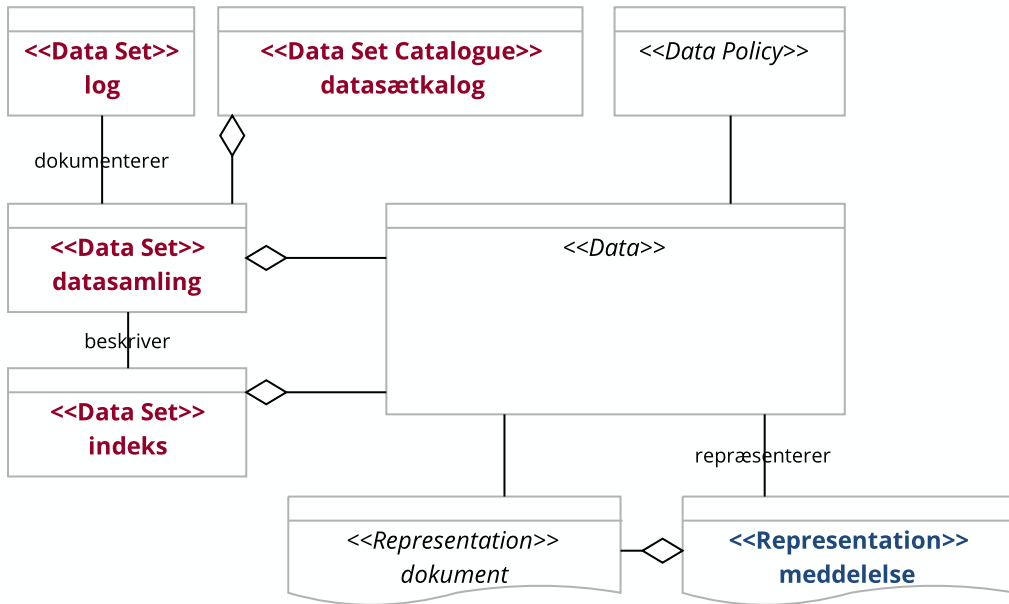 <<Data Set>>
log
<<Data Set Catalogue>>
datasætkalog
<<Data Policy>>
dokumenterer
<<Data Set>>
datasamling
<<Data>>
beskriver
<<Data Set>>
indeks
repræsenterer
<<Representation>>
dokument
<<Representation>>
meddelelse